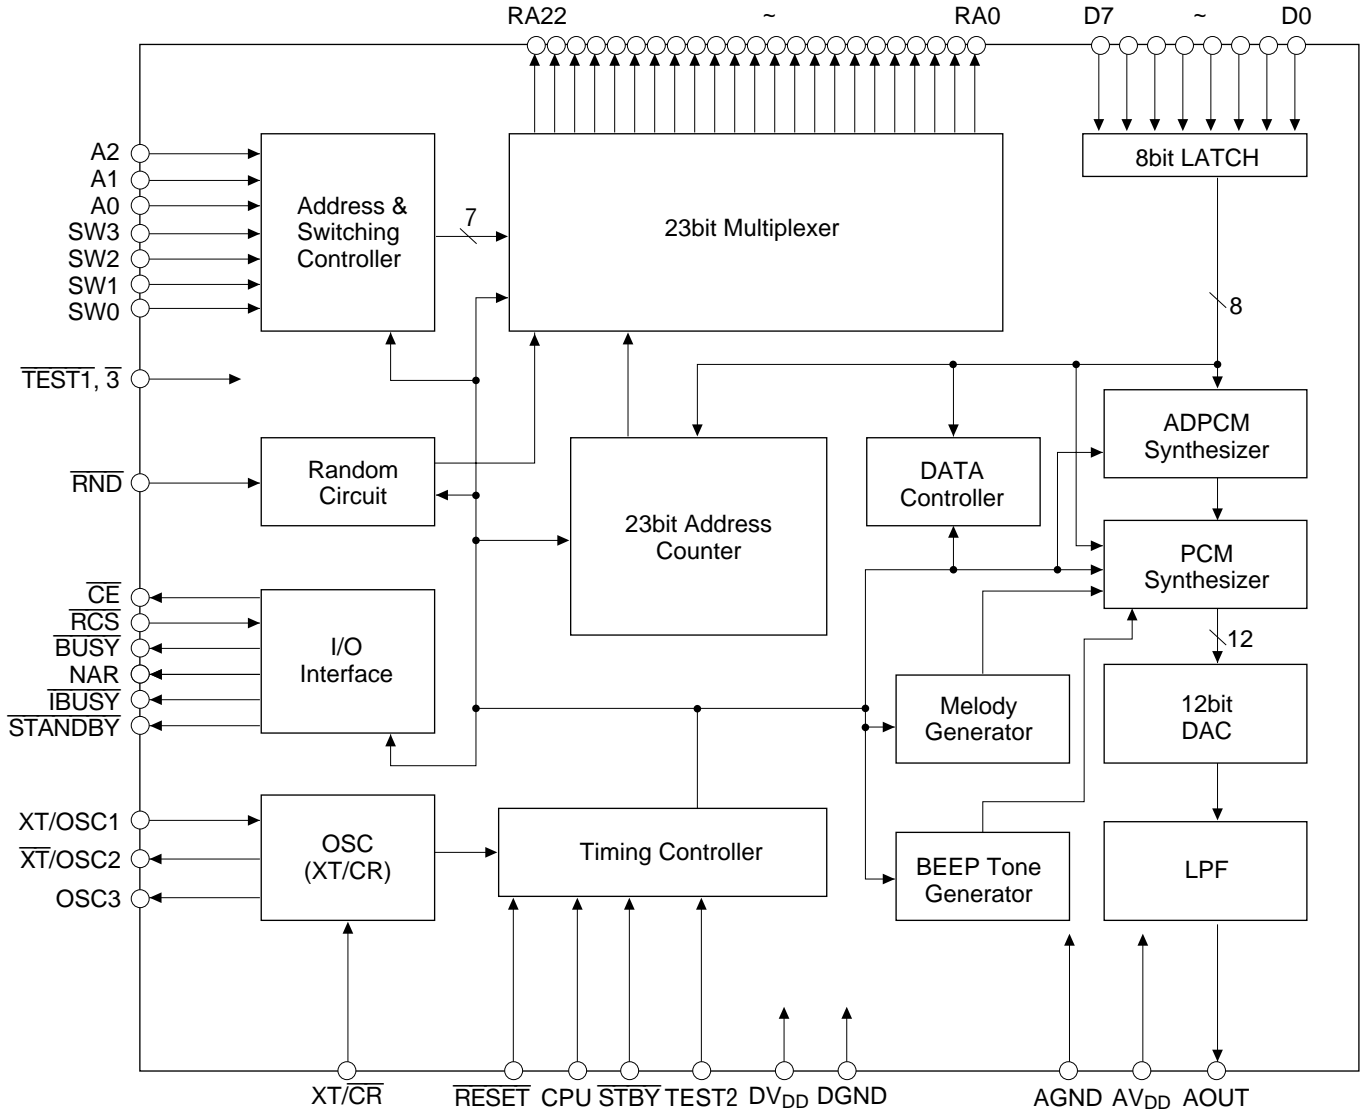 RA22 ~ RA0 D7 ~ D0
A2
A1
A0
SW3
SW2
SW1
SW0
Address &
Switching
Controller
7
23bit Multiplexer
8bit LATCH
8
TEST1, 3
RND
Random
Circuit
23bit Address
Counter
DATA
Controller
ADPCM
Synthesizer
PCM
Synthesizer
12
CE
RCS
BUSY
NAR
IBUSY
STANDBY
I/O
Interface
Melody
Generator
12bit
DAC
XT/OSC1
XT/OSC2
OSC3
OSC
(XT/CR)
Timing Controller
BEEP Tone
Generator
LPF
XT/CR RESET CPU STBY TEST2 DVDD DGND AGND AVDD AOUT